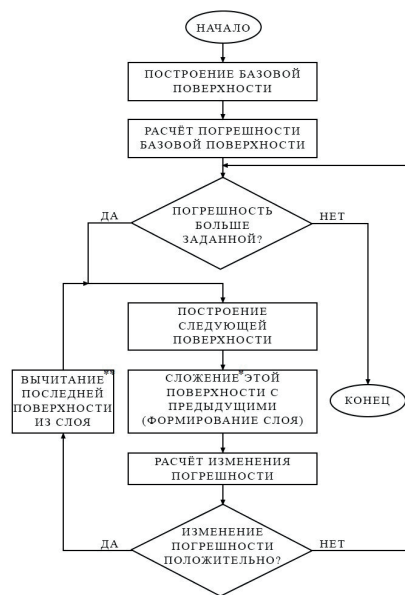 НАЧАЛО
ПОСТРОЕНИЕ БАЗОВОЙ
ПОВЕРХНОСТИ
РАСЧЁТ ПОГРЕШНОСТИ
БАЗОВОЙ ПОВЕРХНОСТИ
ДА
ПОГРЕШНОСТЬ
БОЛЬШЕ
ЗАДАННОЙ?
НЕТ
ПОСТРОЕНИЕ
СЛЕДУЮЩЕЙ
ПОВЕРХНОСТИ
ВЫЧИТАНИЕ**
ПОСЛЕДНЕЙ
ПОВЕРХНОСТИ
ИЗ СЛОЯ
СЛОЖЕНИЕ* ЭТОЙ
ПОВЕРХНОСТИ С
ПРЕДЫДУЩИМИ
(ФОРМИРОВАНИЕ СЛОЯ)
КОНЕЦ
РАСЧЁТ ИЗМЕНЕНИЯ
ПОГРЕШНОСТИ
ДА
ИЗМЕНЕНИЕ
ПОГРЕШНОСТИ
ПОЛОЖИТЕЛЬНО?
НЕТ